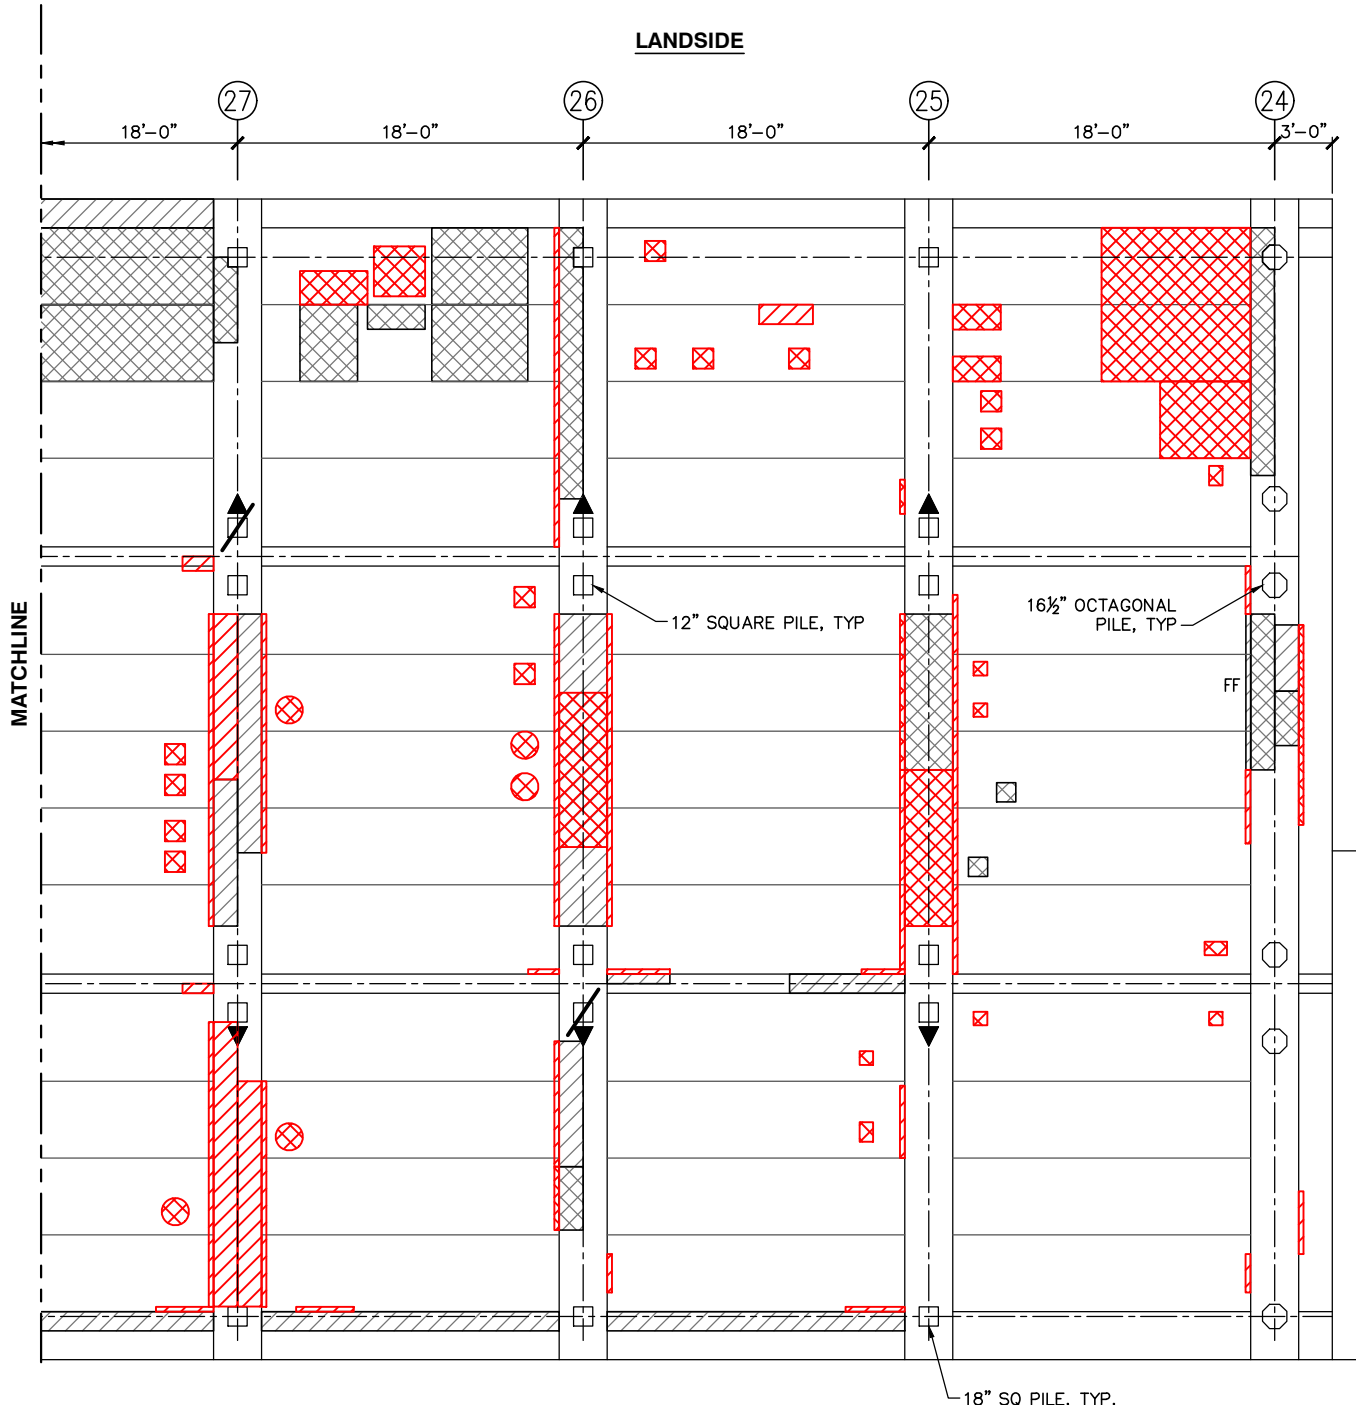 LANDSIDE
27
26
25
24
18'-0"
18'-0"
18'-0"
18'-0"
3'-0"
MATCHLINE
12" SQUARE PILE, TYP
16½" OCTAGONAL
PILE, TYP
FF
18" SQ PILE, TYP.